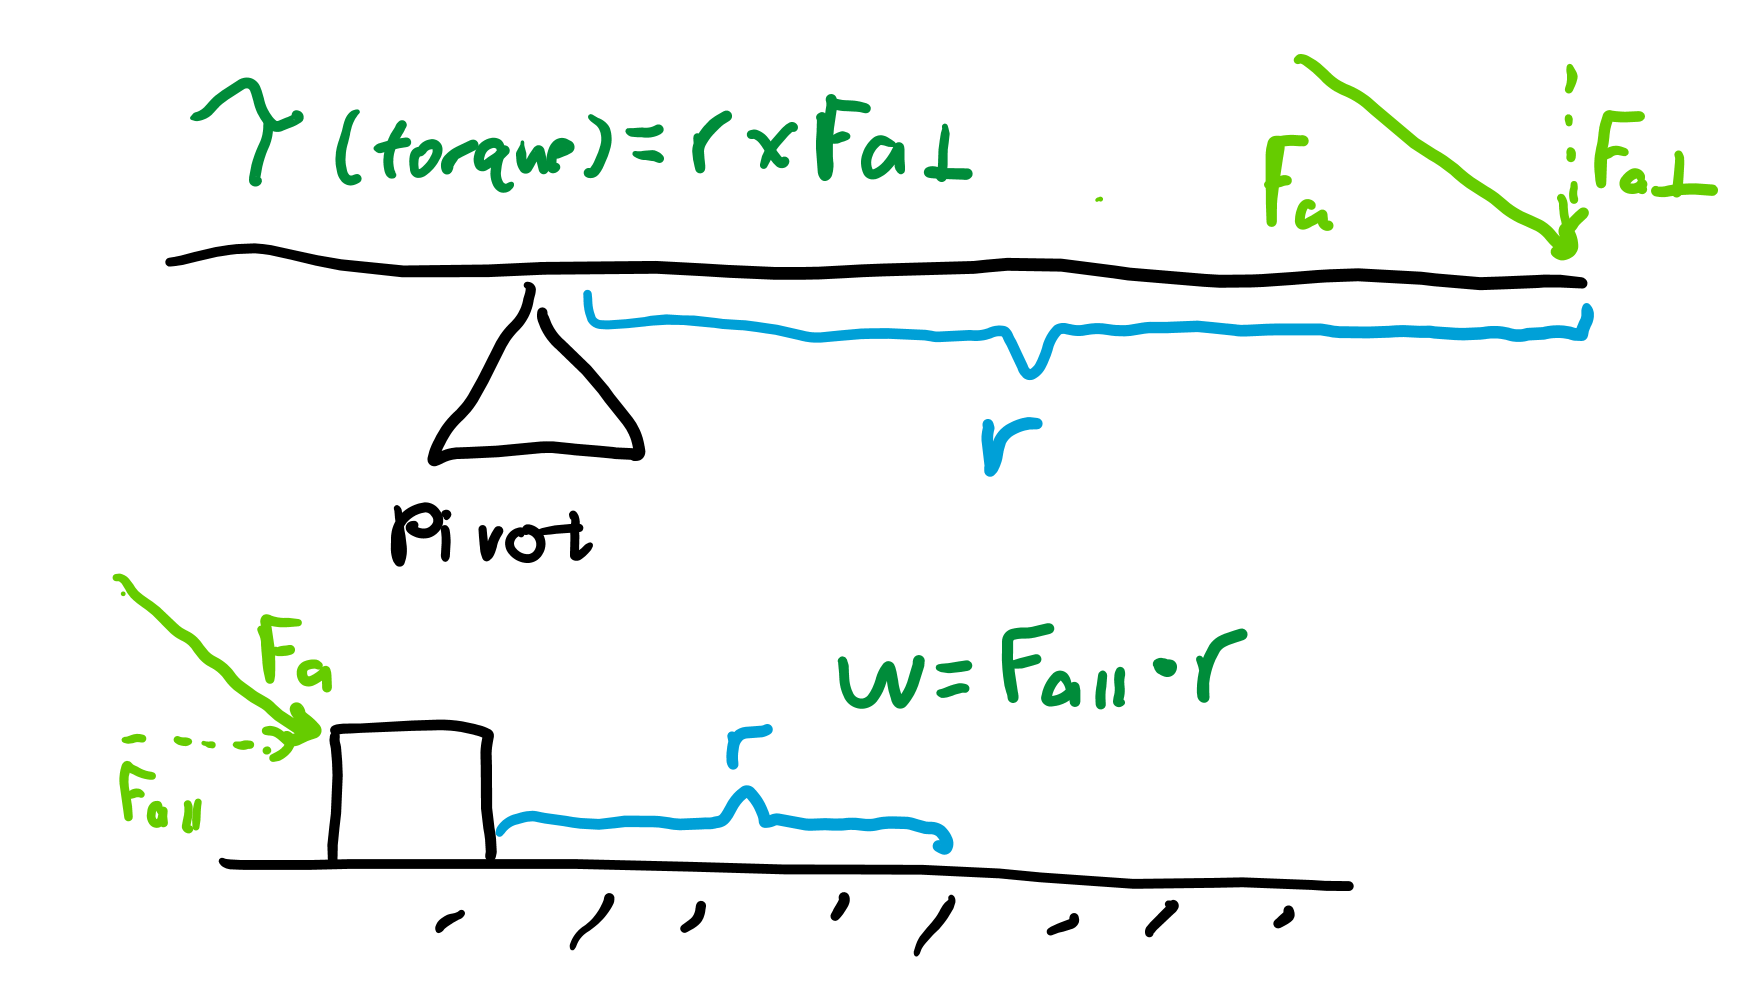 τ (torque) = r × Fa⊥
Fa
Fa⊥
r
Pivot
Fa
Fa||
W = Fa|| · r
r